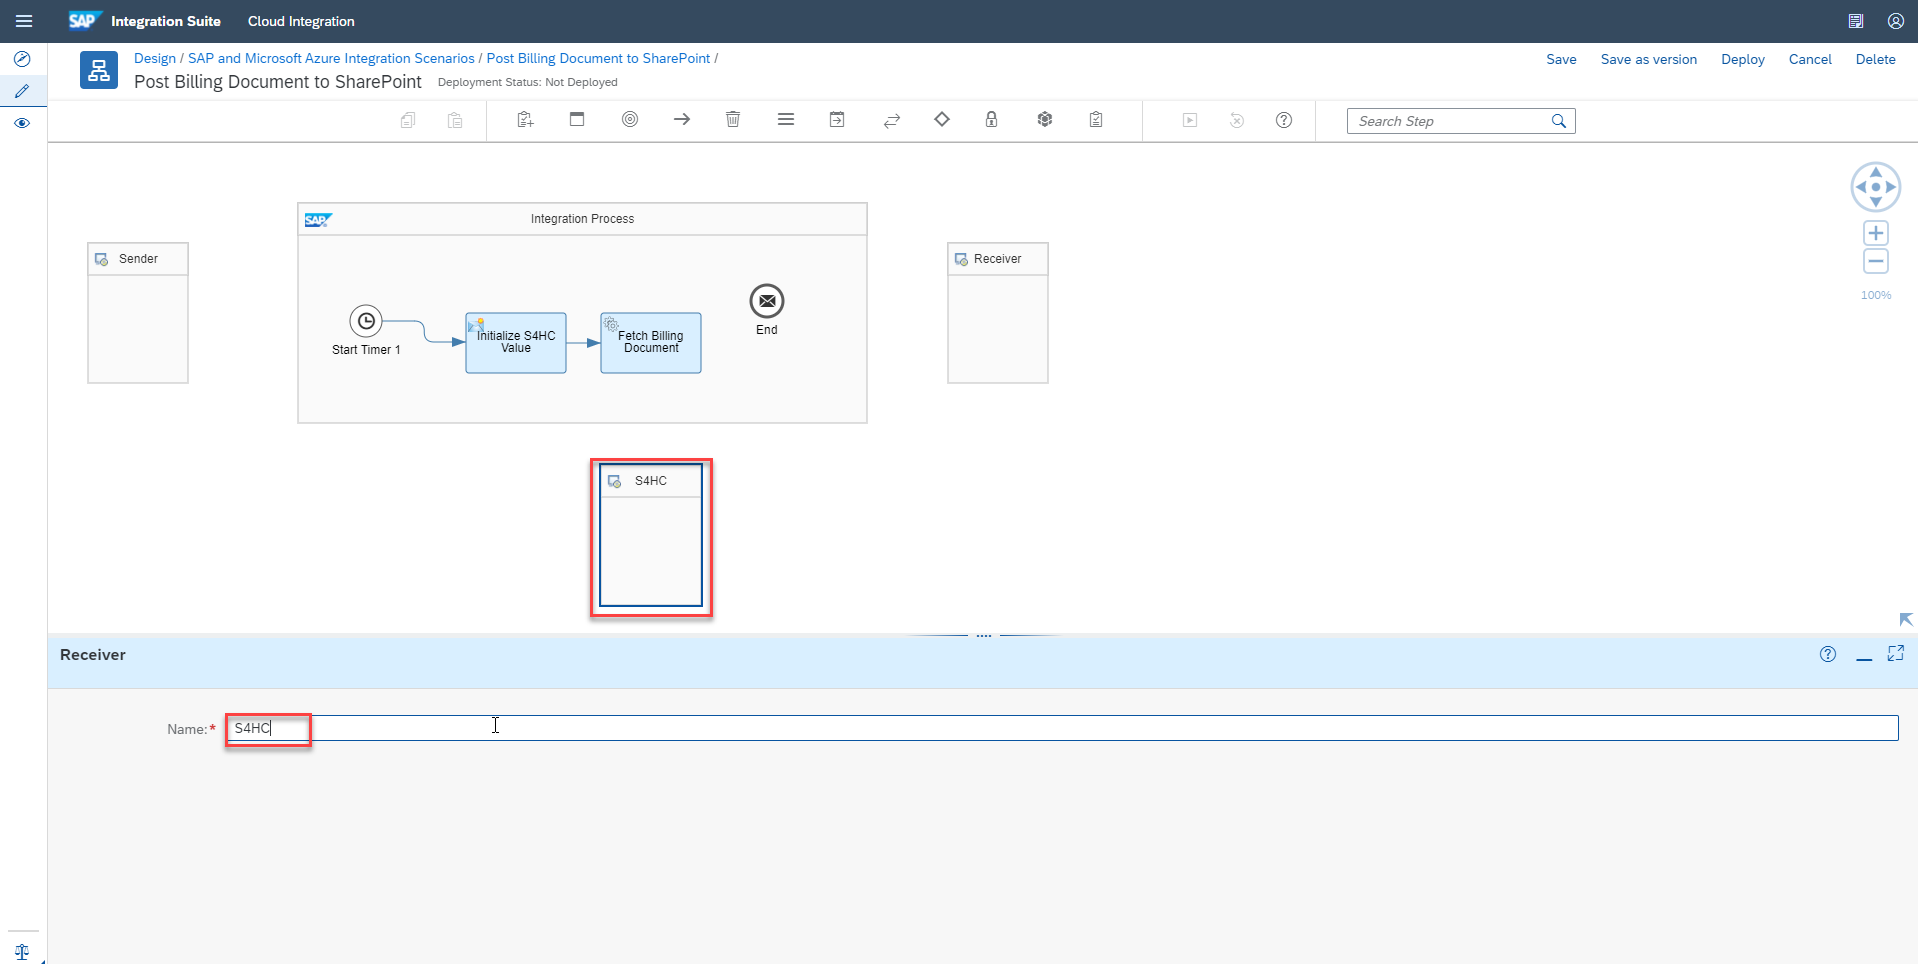 SAP Integration Suite Cloud Integration
Design / SAP and Microsoft Azure Integration Scenarios / Post Billing Document to SharePoint /
Post Billing Document to SharePoint Deployment Status: Not Deployed
Save Save as version Deploy Cancel Delete
Search Step
SAP Integration Process
Sender
Receiver
Start Timer 1
Initialize S4HC
Value
Fetch Billing
Document
End
100%
S4HC
Receiver
Name:* S4HC